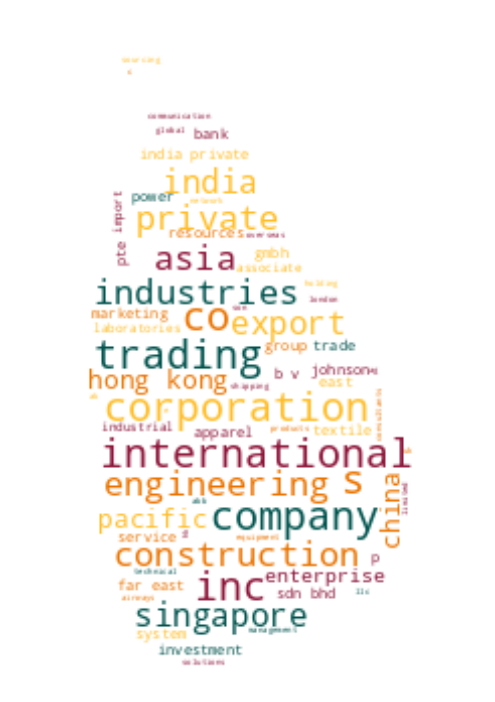 sourcing
communication
global bank
india private
india
power network
pte import
private
resources overseas
asia gmbh
associate
industries
london
marketing co export
laboratories
trading group trade
hong kong b v johnson
shipping east
corporation
consultants
industrial apparel products textile
international
engineering s
china limited
abb
pacific company
service equipment
construction p
technical
far east inc enterprise
sdn bhd llc
airways
singapore
system management
investment
solutions